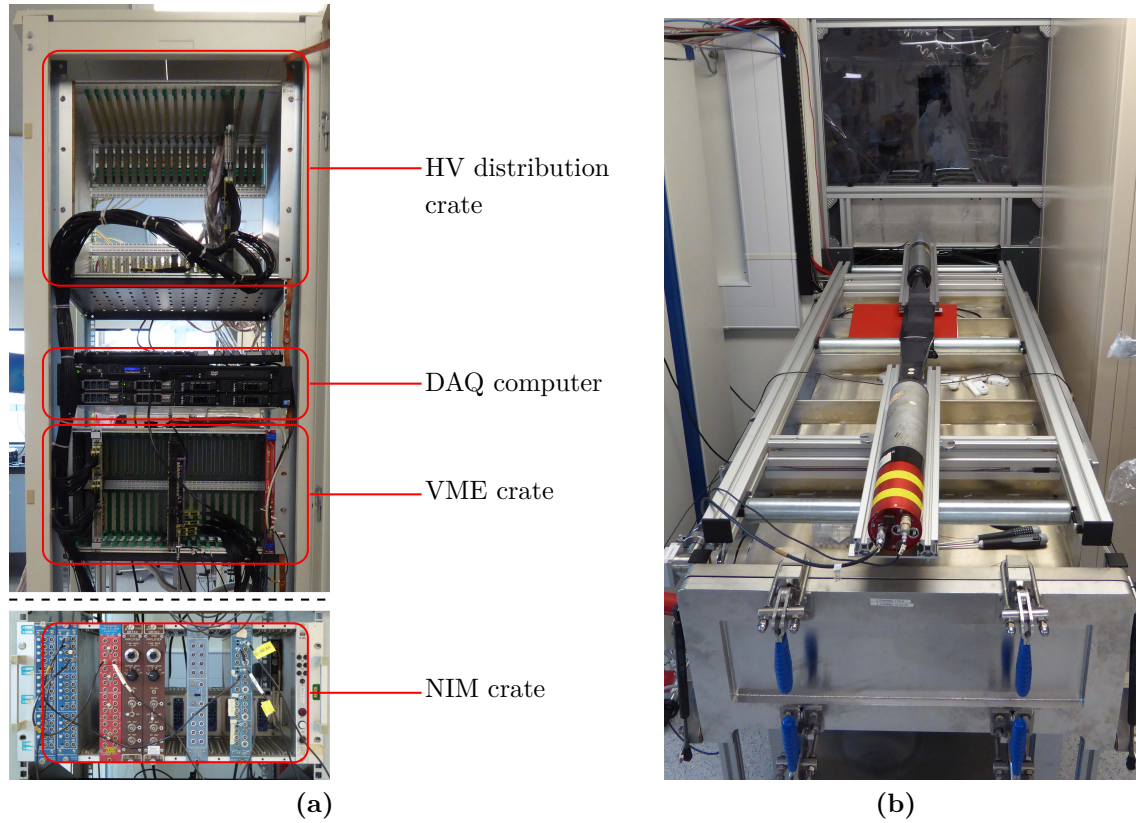 HV distribution
crate
DAQ computer
VME crate
NIM crate
(a)
(b)